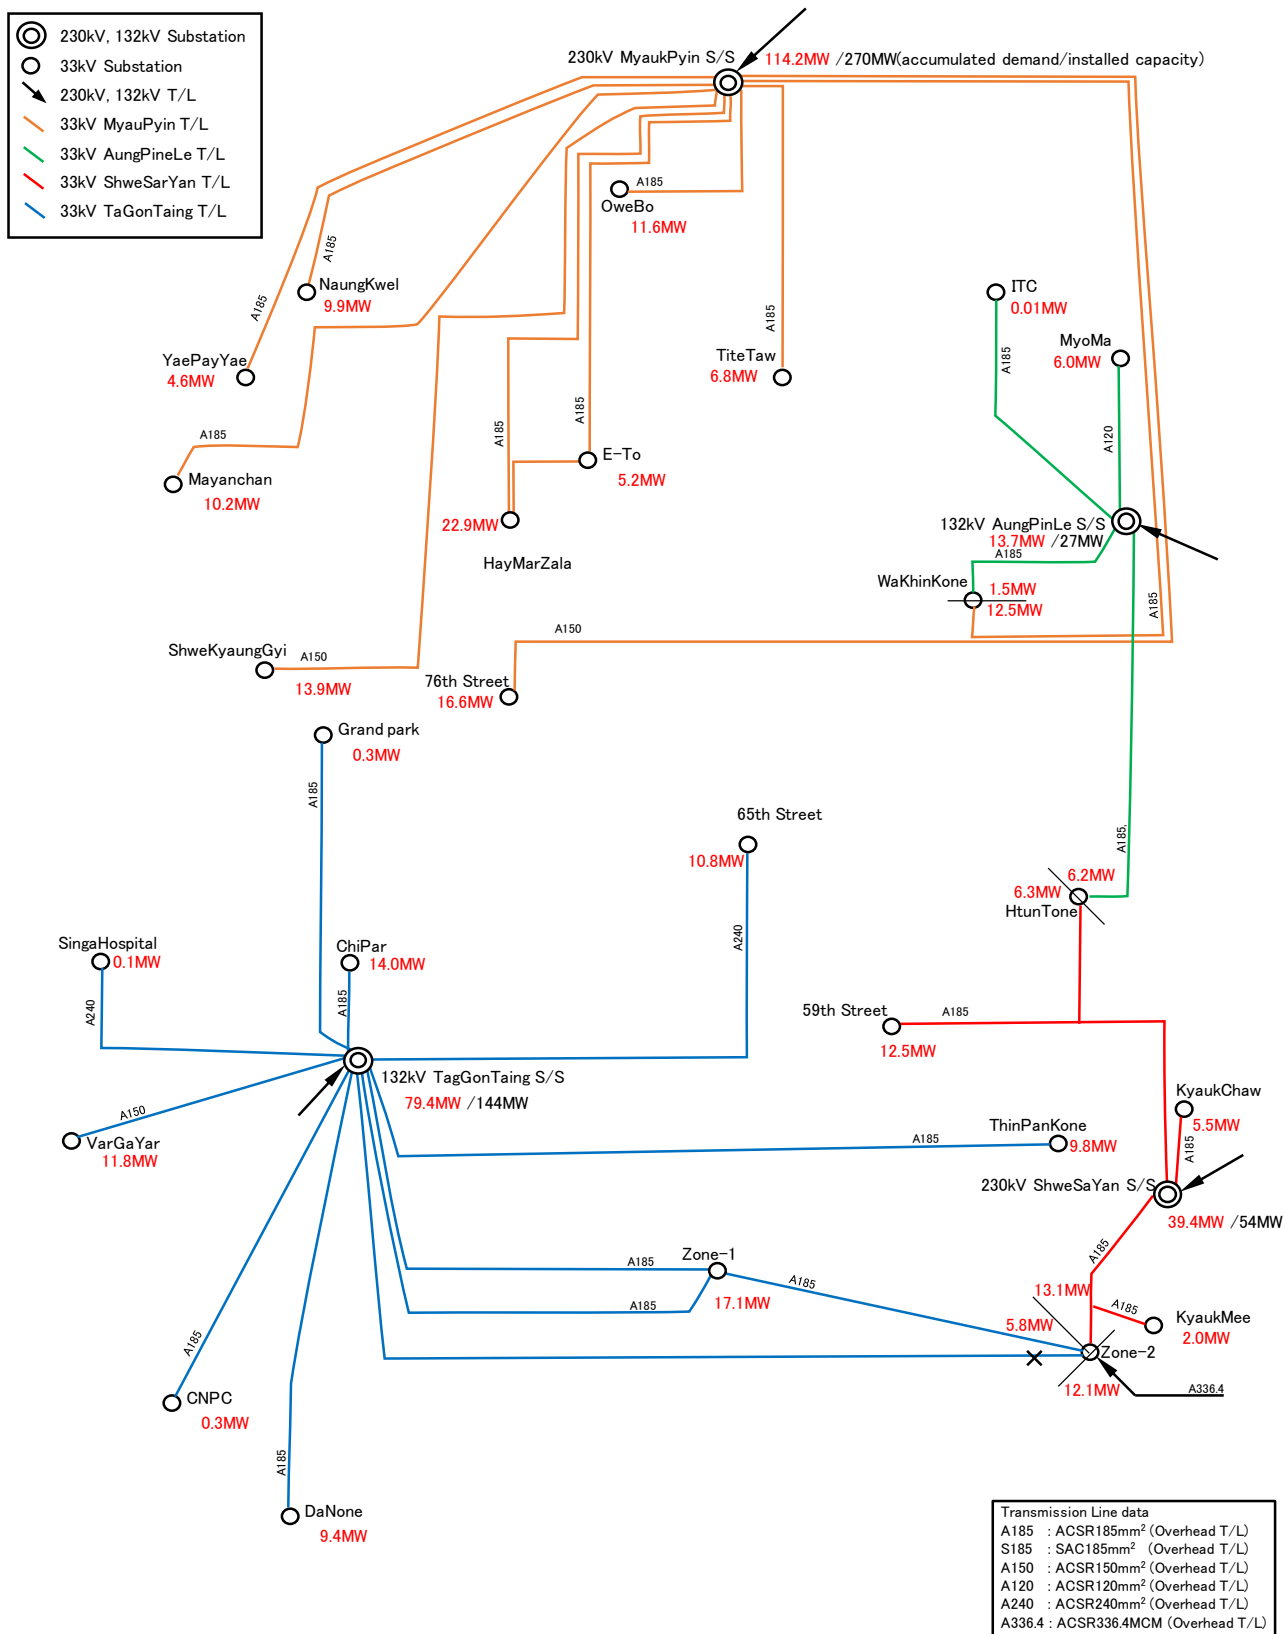 230kV, 132kV Substation
33kV Substation
230kV, 132kV T/L
33kV MyauPyin T/L
33kV AungPineLe T/L
33kV ShweSarYan T/L
33kV TaGonTaing T/L
230kV MyaukPyin S/S
114.2MW /270MW(accumulated demand/installed capacity)
A185
OweBo
11.6MW
A185
NaungKwel
9.9MW
A185
YaePayYae
4.6MW
A185
TiteTaw
6.8MW
ITC
0.01MW
A185
MyoMa
6.0MW
A120
A185
Mayanchan
10.2MW
A185
A185
E-To
5.2MW
22.9MW
HayMarZala
132kV AungPinLe S/S
13.7MW /27MW
A185
WaKhinKone
1.5MW
12.5MW
A185
A150
ShweKyaungGyi
A150
13.9MW
76th Street
16.6MW
Grand park
0.3MW
A185
65th Street
10.8MW
A240
A185,
6.2MW
6.3MW
HtunTone
SingaHospital
0.1MW
A240
ChiPar
14.0MW
A185
59th Street
A185
12.5MW
132kV TagGonTaing S/S
79.4MW /144MW
A150
VarGaYar
11.8MW
KyaukChaw
5.5MW
A185
ThinPanKone
A185
9.8MW
230kV ShweSaYan S/S
39.4MW /54MW
A185
Zone-1
A185
A185
A185
17.1MW
13.1MW
5.8MW
A185
KyaukMee
2.0MW
Zone-2
12.1MW
A336.4
A185
CNPC
0.3MW
A185
DaNone
9.4MW
Transmission Line data
A185 : ACSR185mm² (Overhead T/L)
S185 : SAC185mm² (Overhead T/L)
A150 : ACSR150mm² (Overhead T/L)
A120 : ACSR120mm² (Overhead T/L)
A240 : ACSR240mm² (Overhead T/L)
A336.4 : ACSR336.4MCM (Overhead T/L)